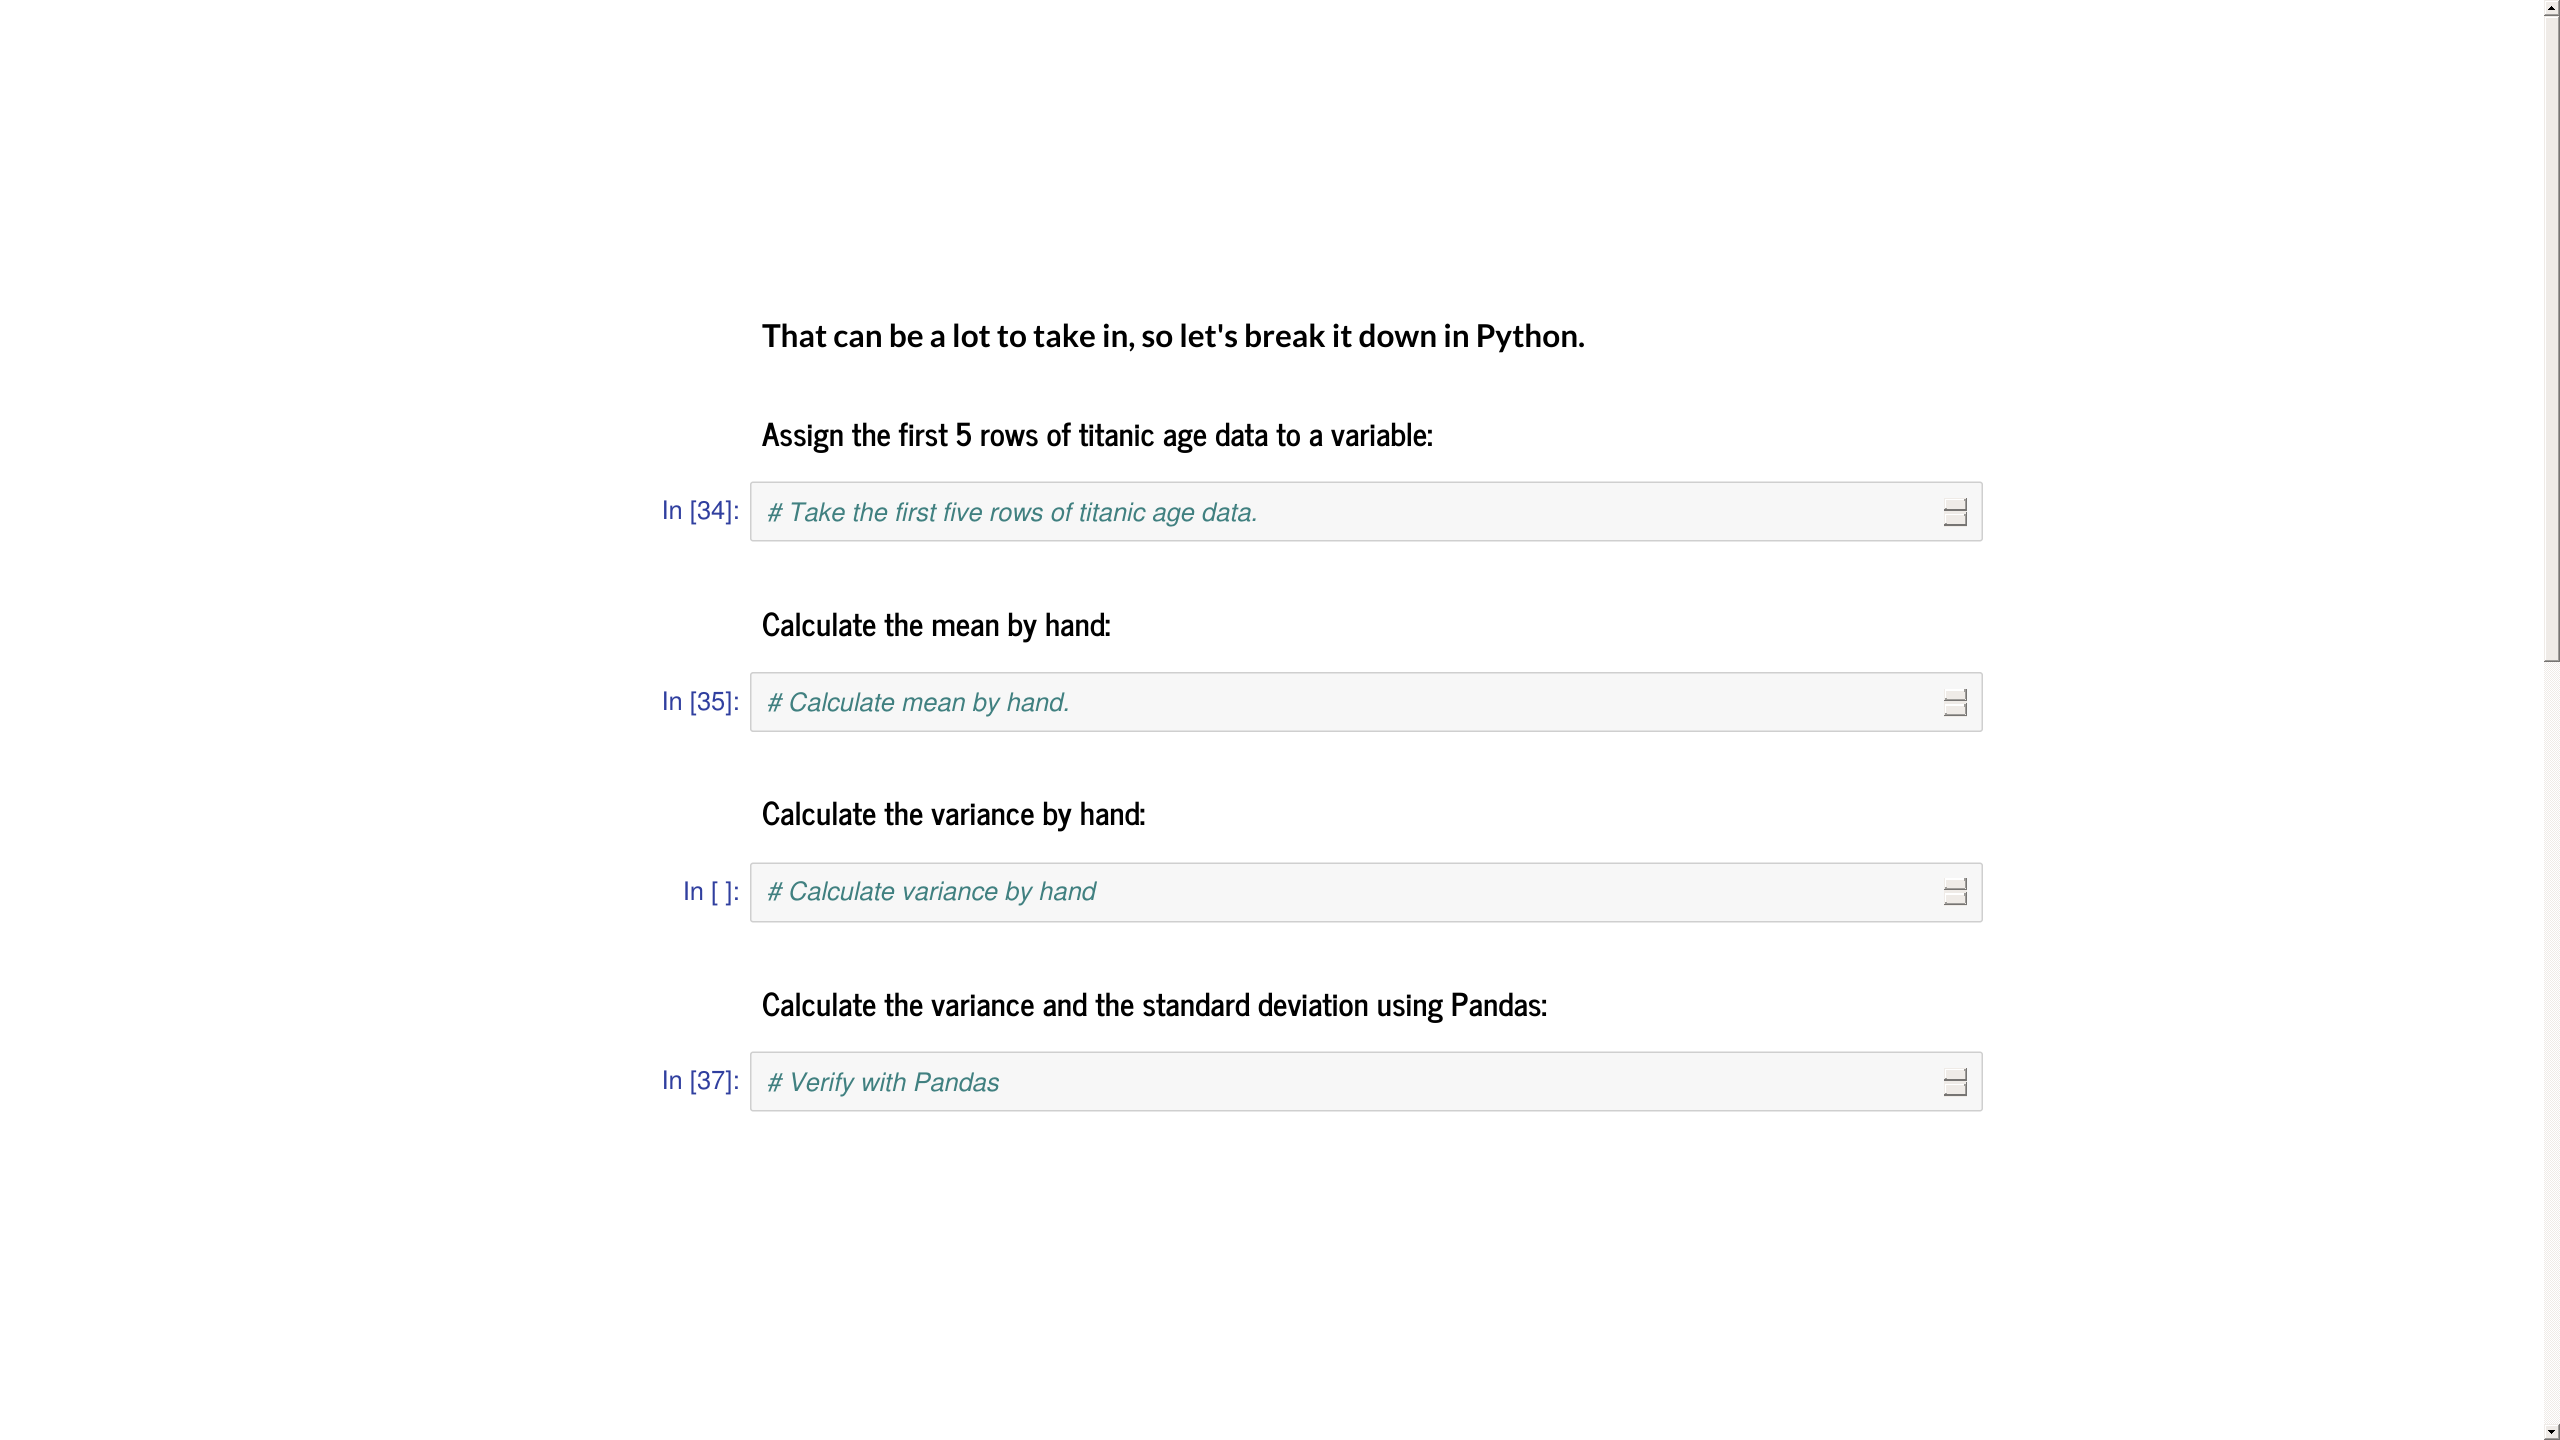 That can be a lot to take in, so let's break it down in Python.
Assign the first 5 rows of titanic age data to a variable:
In [34]: # Take the first five rows of titanic age data.
Calculate the mean by hand:
In [35]: # Calculate mean by hand.
Calculate the variance by hand:
In [ ]: # Calculate variance by hand
Calculate the variance and the standard deviation using Pandas:
In [37]: # Verify with Pandas